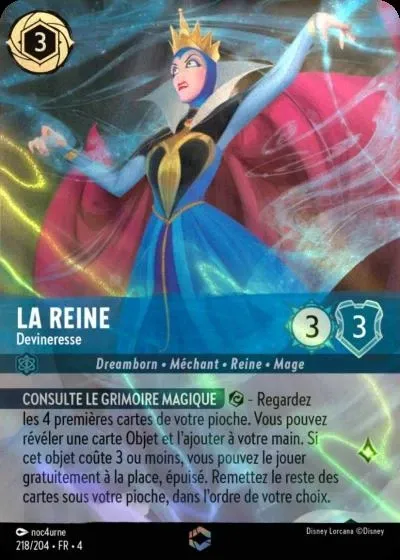 3
LA REINE
Devineresse
3
3
Dreamborn • Méchant • Reine • Mage
CONSULTE LE GRIMOIRE MAGIQUE - Regardez
les 4 premières cartes de votre pioche. Vous pouvez
révéler une carte Objet et l'ajouter à votre main. Si
cet objet coûte 3 ou moins, vous pouvez le jouer
gratuitement à la place, épuisé. Remettez le reste des
cartes sous votre pioche, dans l'ordre de votre choix.
noc4urne
Disney Lorcana ©Disney
218/204 • FR • 4